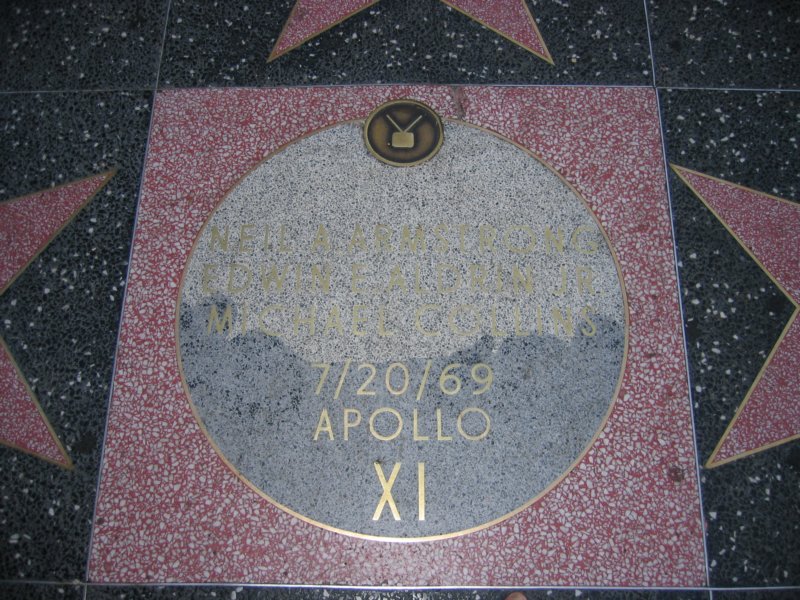 NEIL A. ARMSTRONG
EDWIN E. ALDRIN JR.
MICHAEL COLLINS
7/20/69
APOLLO
XI